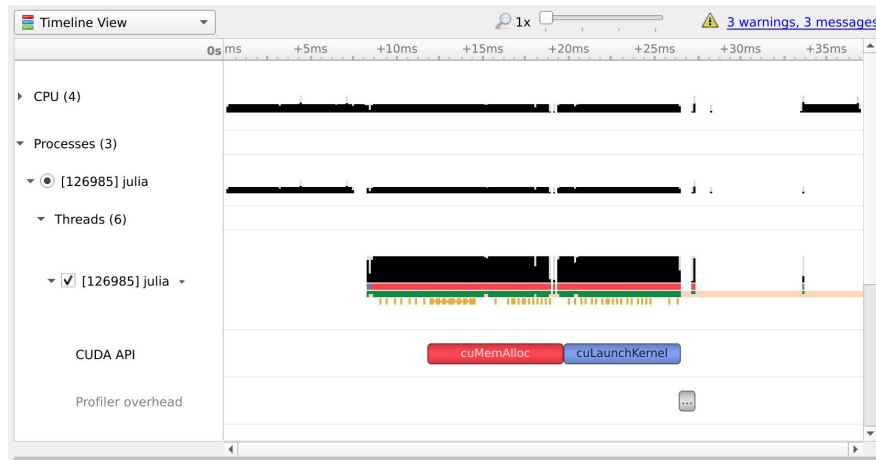 Timeline View 1x 3 warnings, 3 messages
0s ms +5ms +10ms +15ms +20ms +25ms +30ms +35ms
CPU (4)
Processes (3)
[126985] julia
Threads (6)
[126985] julia
CUDA API cuMemAlloc cuLaunchKernel
Profiler overhead ...